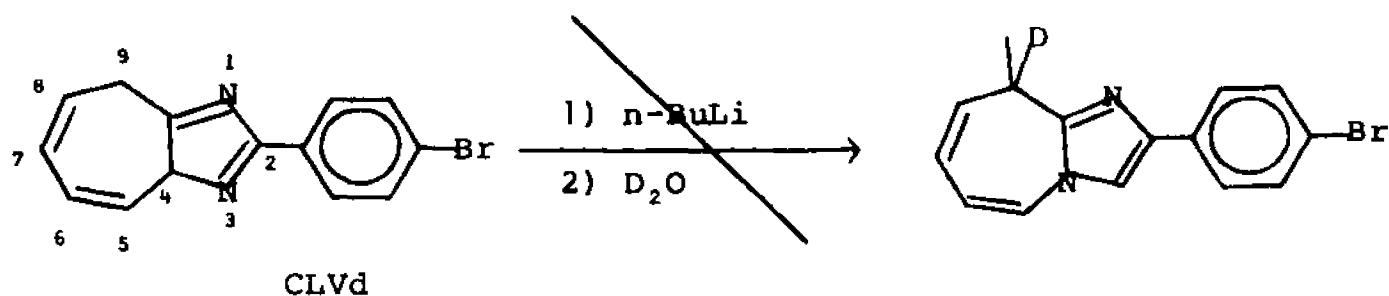 9 1 D
8 N N
1) n-BuLi
Br Br
7 2
2) D₂O
4 N
N
6 5 3
CLVd